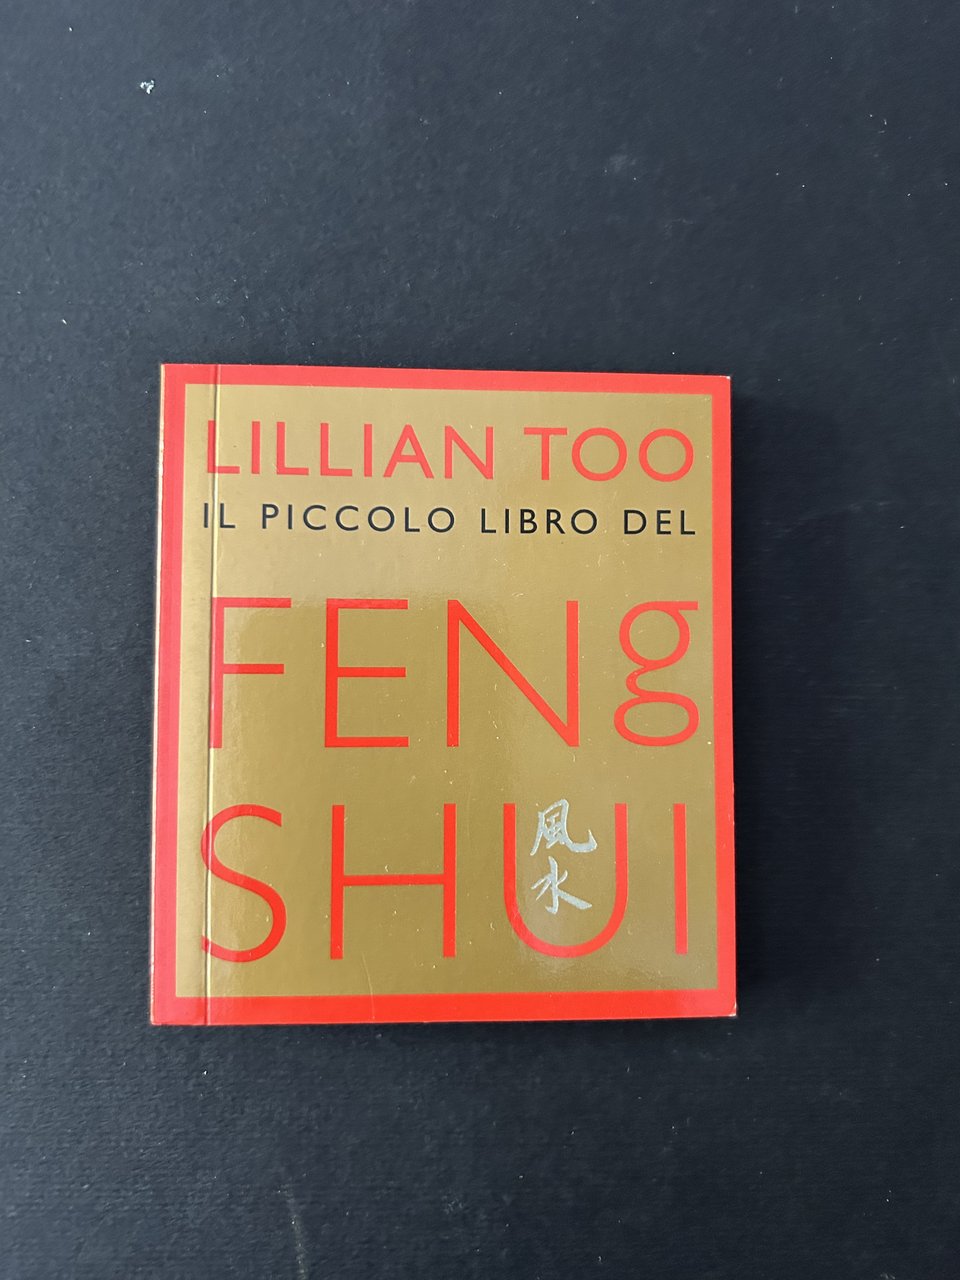 LILLIAN TOO
IL PICCOLO LIBRO DEL
FENg
SHUI
風
水